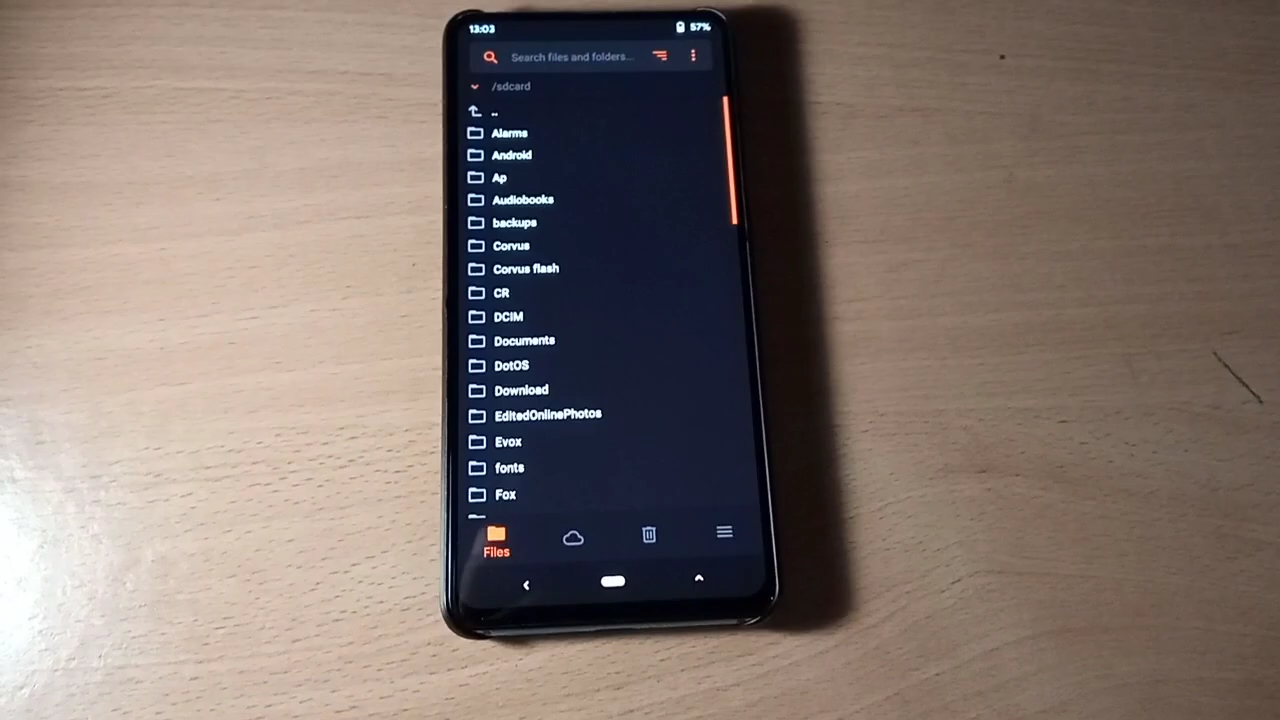 13:03 57%
Search files and folders...
/sdcard
..
Alarms
Android
Ap
Audiobooks
backups
Corvus
Corvus flash
CR
DCIM
Documents
DotOS
Download
EditedOnlinePhotos
Evox
fonts
Fox
Files